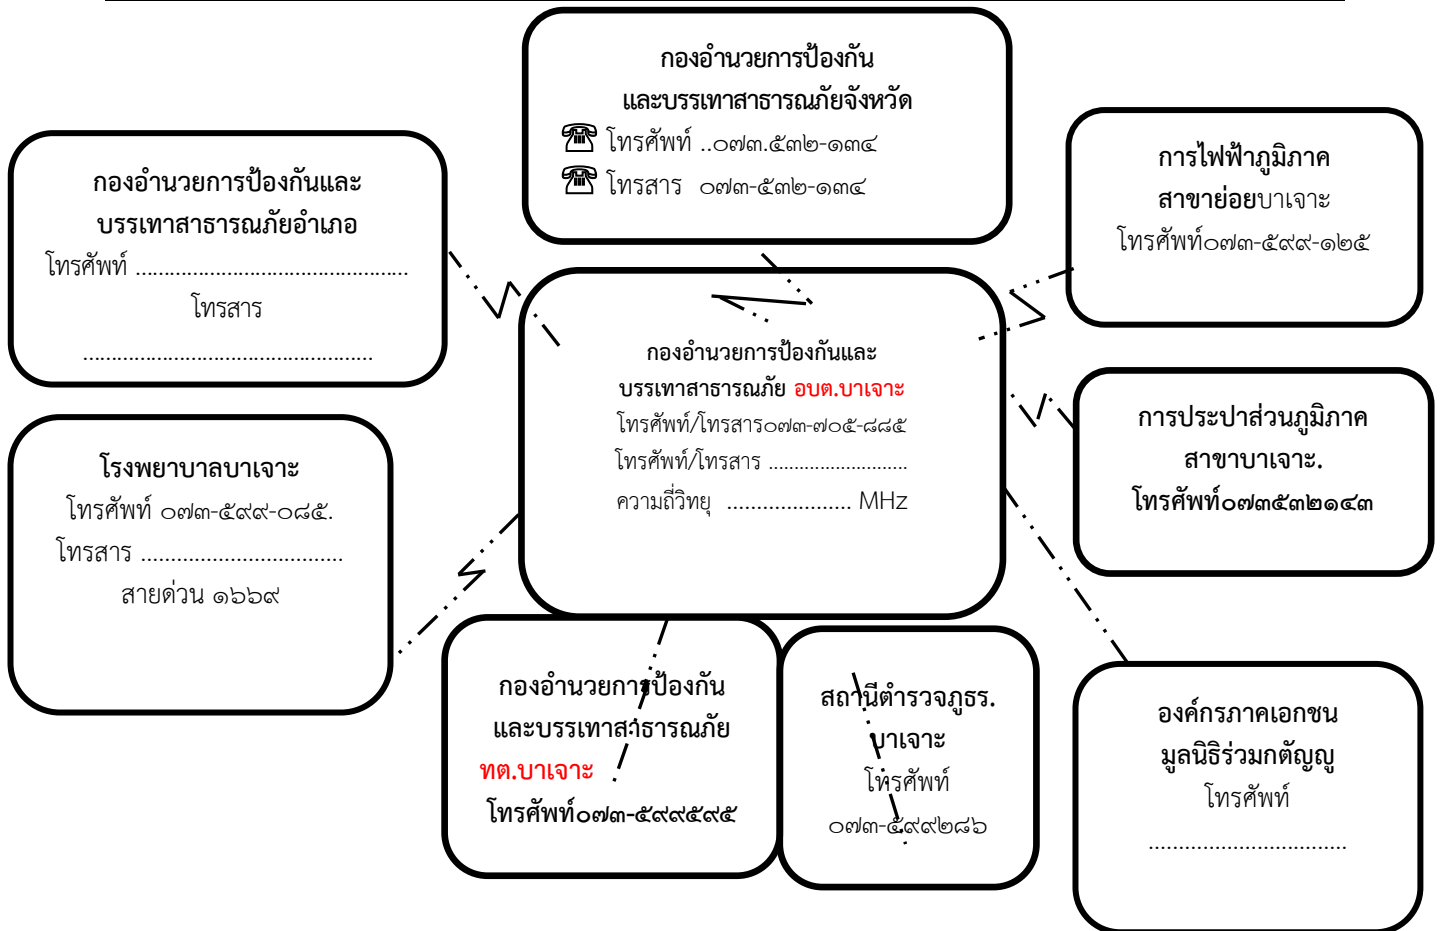 กองอำนวยการป้องกัน
และบรรเทาสาธารณภัยจังหวัด
โทรศัพท์ ..๐๗๓.๕๓๒-๑๓๔
โทรสาร ๐๗๓-๕๓๒-๑๓๔
กองอำนวยการป้องกันและ
บรรเทาสาธารณภัยอำเภอ
โทรศัพท์ ................................................
โทรสาร
...................................................
การไฟฟ้าภูมิภาค
สาขาย่อยบาเจาะ
โทรศัพท์๐๗๓-๕๙๙-๑๒๕
กองอำนวยการป้องกันและ
บรรเทาสาธารณภัย อบต.บาเจาะ
โทรศัพท์/โทรสาร๐๗๓-๗๐๕-๘๘๕
โทรศัพท์/โทรสาร ............................
ความถี่วิทยุ ..................... MHz
การประปาส่วนภูมิภาค
สาขาบาเจาะ.
โทรศัพท์๐๗๓๕๓๒๑๔๓
โรงพยาบาลบาเจาะ
โทรศัพท์ ๐๗๓-๕๙๙-๐๘๕.
โทรสาร ..................................
สายด่วน ๑๖๖๙
กองอำนวยการป้องกัน
และบรรเทาสาธารณภัย
ทต.บาเจาะ
โทรศัพท์๐๗๓-๕๙๙๕๙๕
สถานีตำรวจภูธร.
บาเจาะ
โทรศัพท์
๐๗๓-๕๙๙๒๘๖
องค์กรภาคเอกชน
มูลนิธิร่วมกตัญญู
โทรศัพท์
..................................